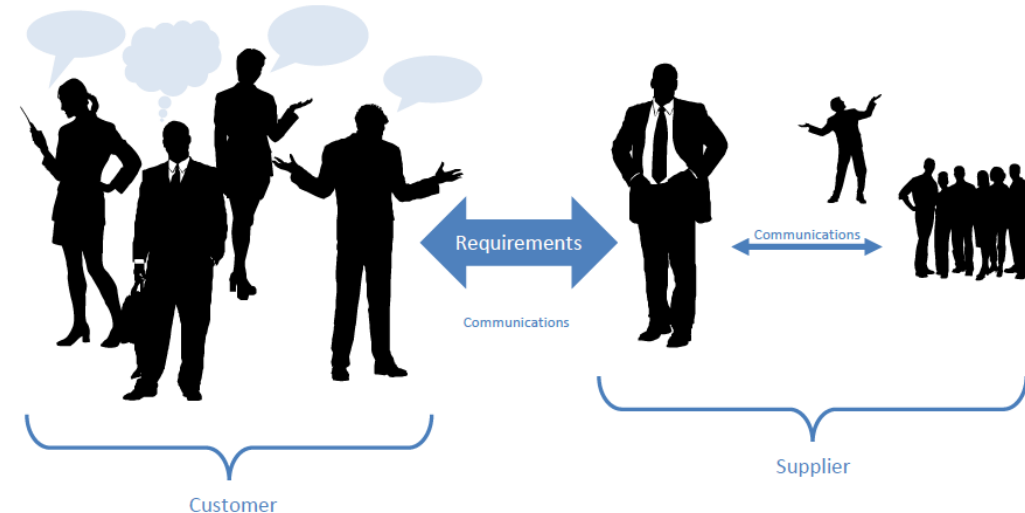 Requirements
Communications
Communications
Customer
Supplier